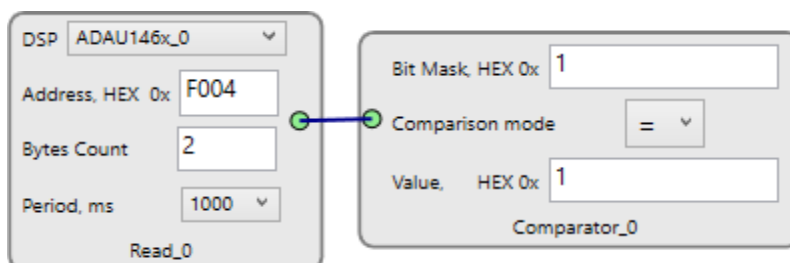 DSP ADAU146x_0
Address, HEX 0x F004
Bytes Count 2
Period, ms 1000
Read_0
Bit Mask, HEX 0x 1
Comparison mode =
Value, HEX 0x 1
Comparator_0